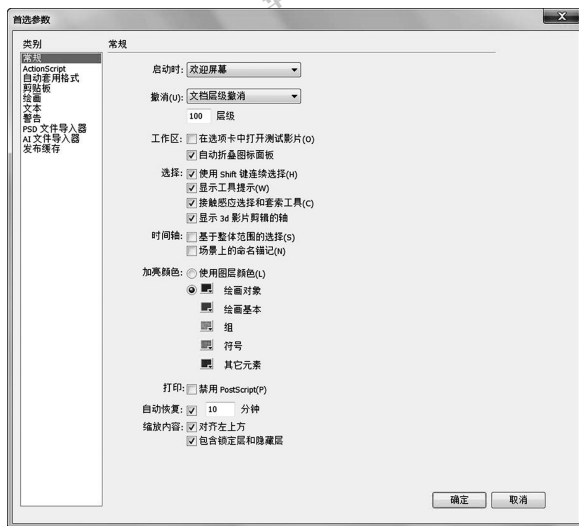 首选参数
类别
常规
ActionScript
自动套用格式
剪贴板
绘画
文本
警告
PSD 文件导入器
AI 文件导入器
发布缓存
常规
启动时: 欢迎屏幕
撤消(U): 文档层级撤消
100 层级
工作区: 在选项卡中打开测试影片(O)
自动折叠图标面板
选择: 使用 Shift 键连续选择(H)
显示工具提示(W)
接触感应选择和套索工具(C)
显示 3d 影片剪辑的轴
时间轴: 基于整体范围的选择(S)
场景上的命名锚记(N)
加亮颜色: 使用图层颜色(L)
绘画对象
绘画基本
组
符号
其它元素
打印: 禁用 PostScript(P)
自动恢复: 10 分钟
缩放内容: 对齐左上方
包含锁定层和隐藏层
确定 取消